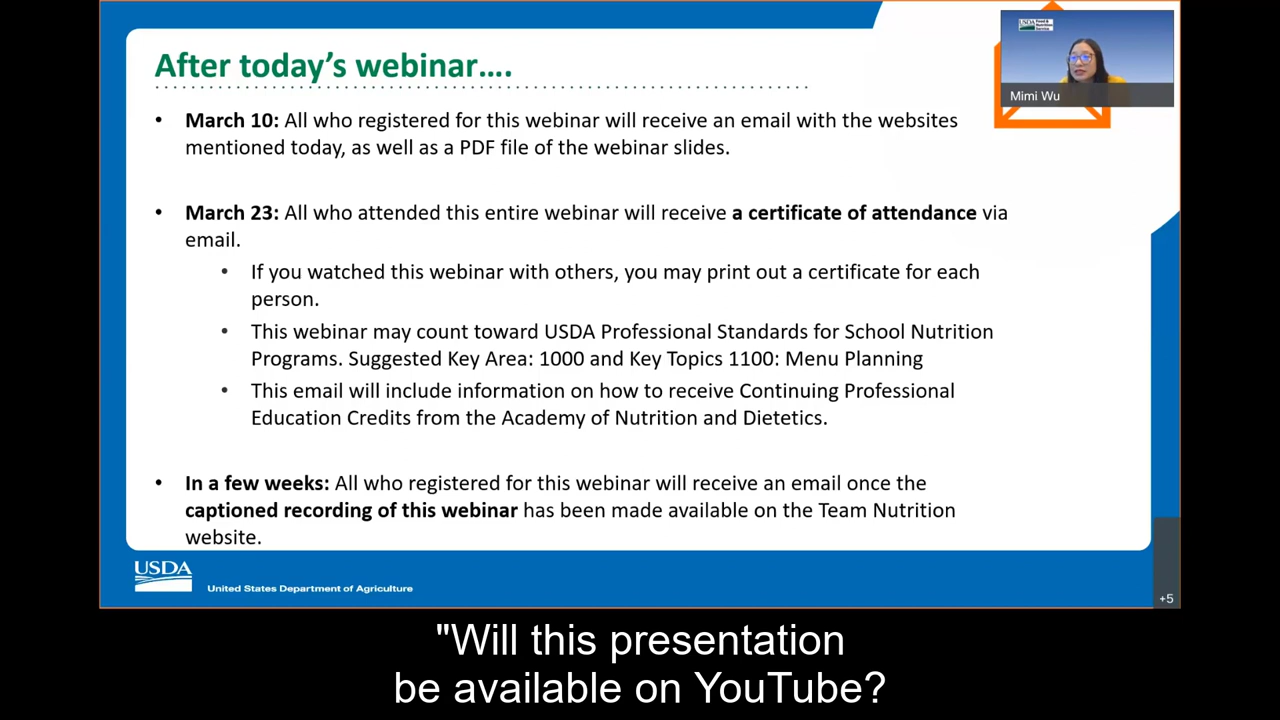 After today's webinar....
USDA Food and Nutrition Service
Mimi Wu
• March 10: All who registered for this webinar will receive an email with the websites
mentioned today, as well as a PDF file of the webinar slides.
• March 23: All who attended this entire webinar will receive a certificate of attendance via
email.
• If you watched this webinar with others, you may print out a certificate for each
person.
• This webinar may count toward USDA Professional Standards for School Nutrition
Programs. Suggested Key Area: 1000 and Key Topics 1100: Menu Planning
• This email will include information on how to receive Continuing Professional
Education Credits from the Academy of Nutrition and Dietetics.
• In a few weeks: All who registered for this webinar will receive an email once the
captioned recording of this webinar has been made available on the Team Nutrition
website.
USDA
United States Department of Agriculture
+5
"Will this presentation
be available on YouTube?